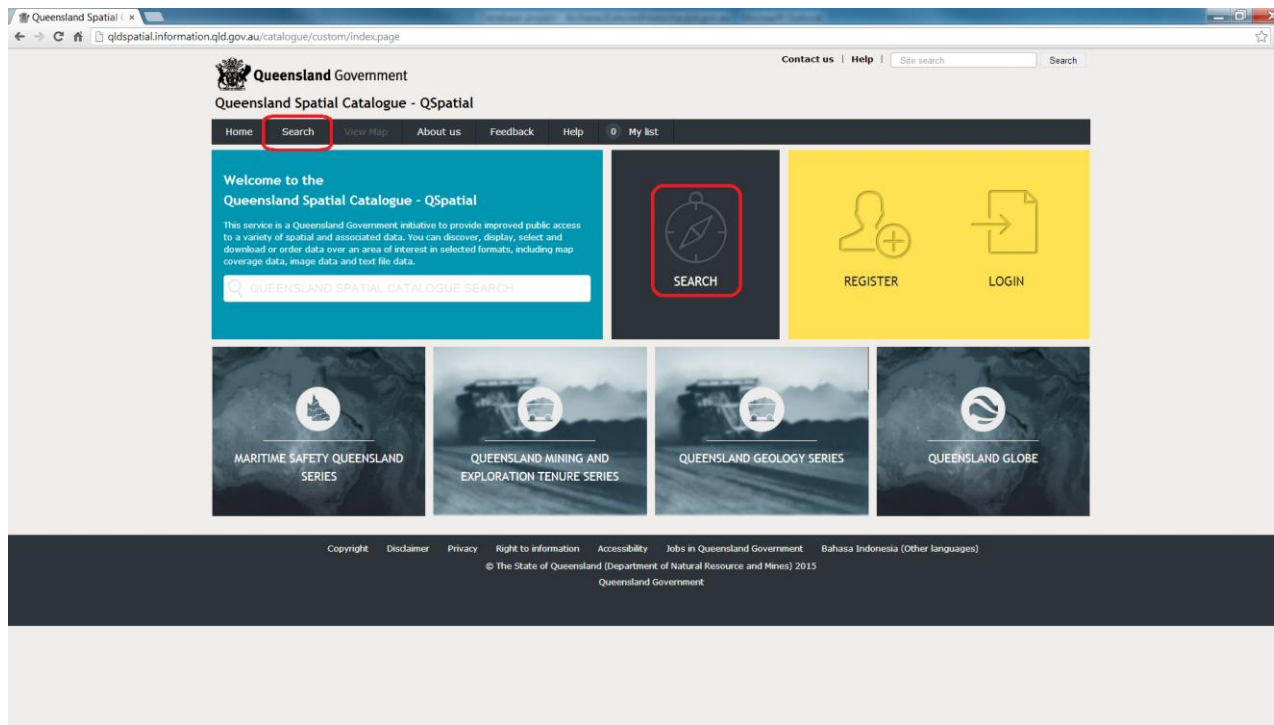 Queensland Spatial (
qldspatial.information.qld.gov.au/catalogue/custom/index.page
Contact us | Help | Site search Search
Queensland Government
Queensland Spatial Catalogue - QSpatial
Home Search View Map About us Feedback Help 0 My list
Welcome to the
Queensland Spatial Catalogue - QSpatial
This service is a Queensland Government initiative to provide improved public access
to a variety of spatial and associated data. You can discover, display, select and
download or order data over an area of interest in selected formats, including map
coverage data, image data and text file data.
QUEENSLAND SPATIAL CATALOGUE SEARCH
SEARCH
REGISTER
LOGIN
MARITIME SAFETY QUEENSLAND
SERIES
QUEENSLAND MINING AND
EXPLORATION TENURE SERIES
QUEENSLAND GEOLOGY SERIES
QUEENSLAND GLOBE
Copyright Disclaimer Privacy Right to information Accessibility Jobs in Queensland Government Bahasa Indonesia (Other languages)
© The State of Queensland (Department of Natural Resource and Mines) 2015
Queensland Government